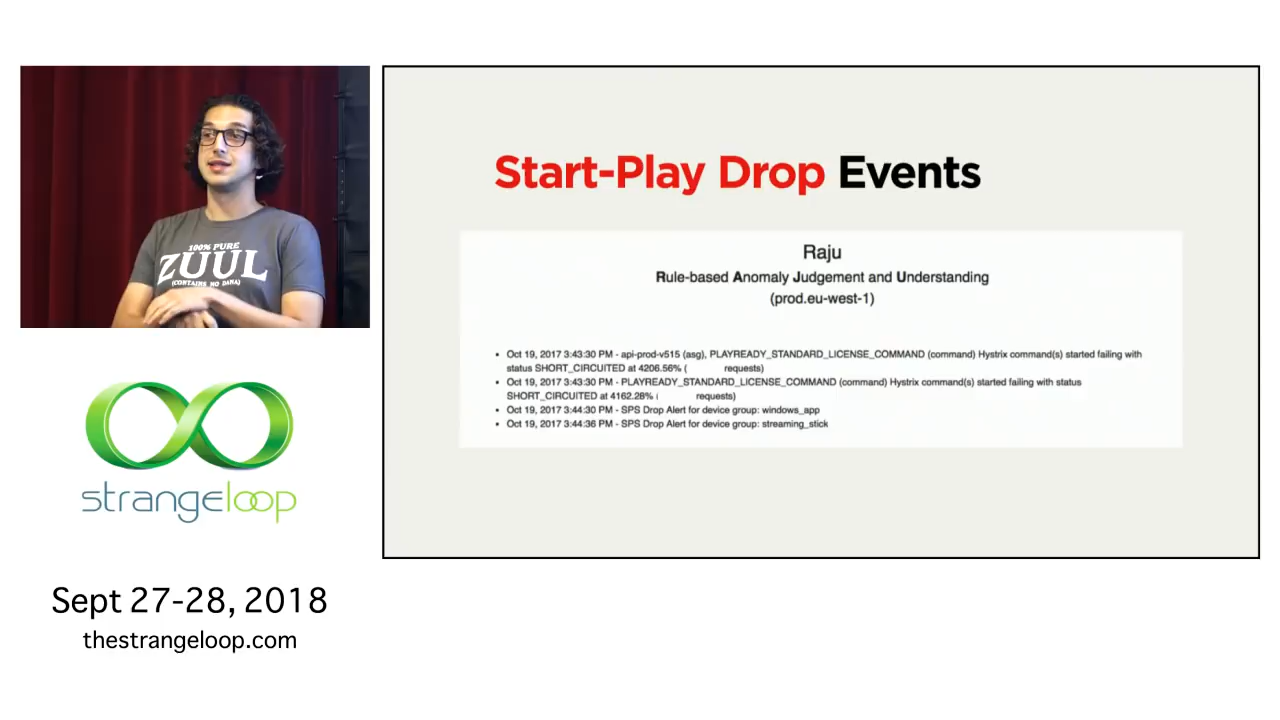 100% PURE
ZUUL
(CONTAINS NO DANA)
strangeloop
Sept 27-28, 2018
thestrangeloop.com
Start-Play Drop Events
Raju
Rule-based Anomaly Judgement and Understanding
(prod.eu-west-1)
• Oct 19, 2017 3:43:30 PM - api-prod-v515 (asg), PLAYREADY_STANDARD_LICENSE_COMMAND (command) Hystrix command(s) started failing with
status SHORT_CIRCUITED at 4206.56% ( requests)
• Oct 19, 2017 3:43:30 PM - PLAYREADY_STANDARD_LICENSE_COMMAND (command) Hystrix command(s) started failing with status
SHORT_CIRCUITED at 4162.28% ( requests)
• Oct 19, 2017 3:44:30 PM - SPS Drop Alert for device group: windows_app
• Oct 19, 2017 3:44:36 PM - SPS Drop Alert for device group: streaming_stick